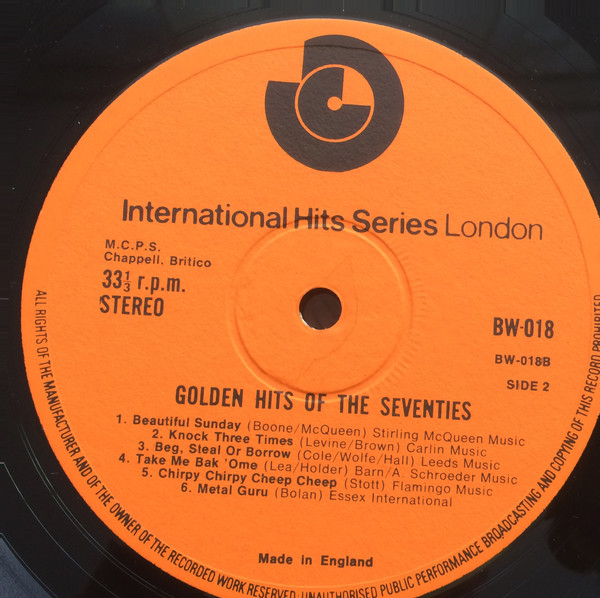 International Hits Series London
M.C.P.S.
Chappell. Britico
33⅓ r.p.m.
STEREO
BW-018
BW-018B
SIDE 2
GOLDEN HITS OF THE SEVENTIES
1. Beautiful Sunday (Boone/McQueen) Stirling McQueen Music
2. Knock Three Times (Levine/Brown) Carlin Music
3. Beg, Steal Or Borrow (Cole/Wolfe/Hall) Leeds Music
4. Take Me Bak 'Ome (Lea/Holder) Barn/A. Schroeder Music
5. Chirpy Chirpy Cheep Cheep (Stott) Flamingo Music
6. Metal Guru (Bolan) Essex International
Made in England
ALL RIGHTS OF THE MANUFACTURER AND OF THE OWNER OF THE RECORDED WORK RESERVED. UNAUTHORISED PUBLIC PERFORMANCE BROADCASTING AND COPYING OF THIS RECORD PROHIBITED